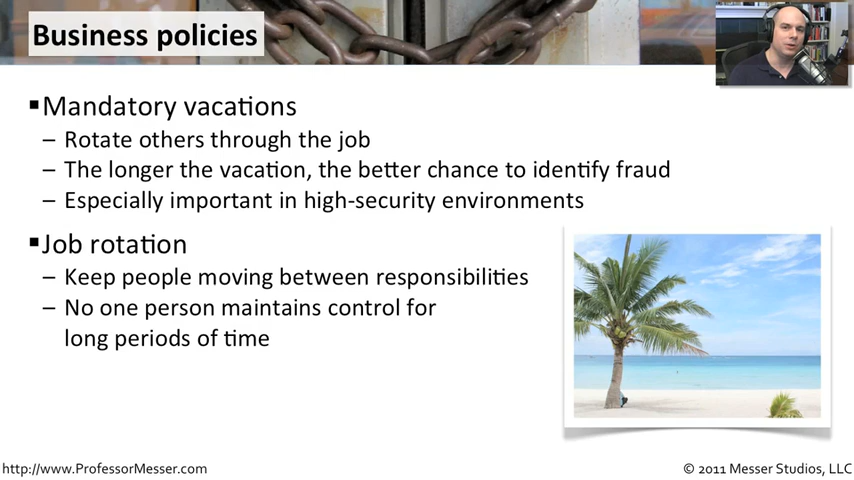 Business policies
▪Mandatory vacations
– Rotate others through the job
– The longer the vacation, the better chance to identify fraud
– Especially important in high-security environments
▪Job rotation
– Keep people moving between responsibilities
– No one person maintains control for
long periods of time
http://www.ProfessorMesser.com
© 2011 Messer Studios, LLC